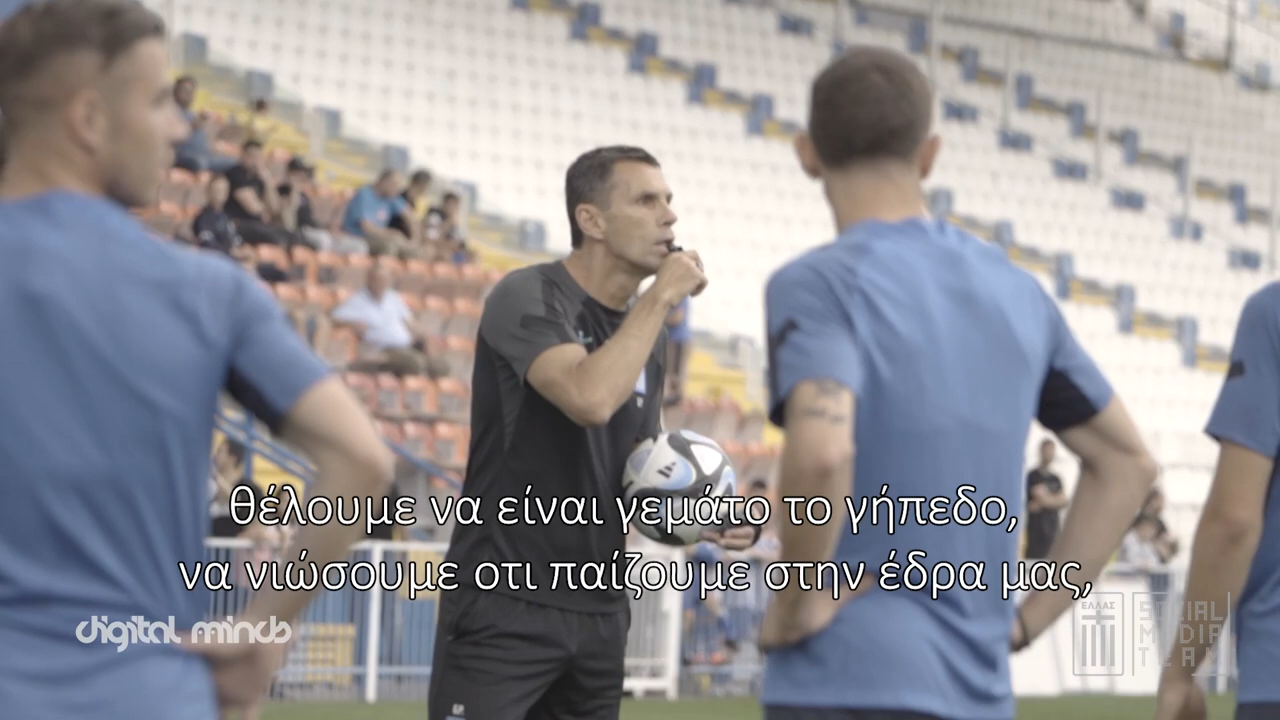 θέλουμε να είναι γεμάτο το γήπεδο,
να νιώσουμε οτι παίζουμε στην έδρα μας,
digital minds
ΕΛΛΑΣ
SOCIAL
MEDIA
TEAM